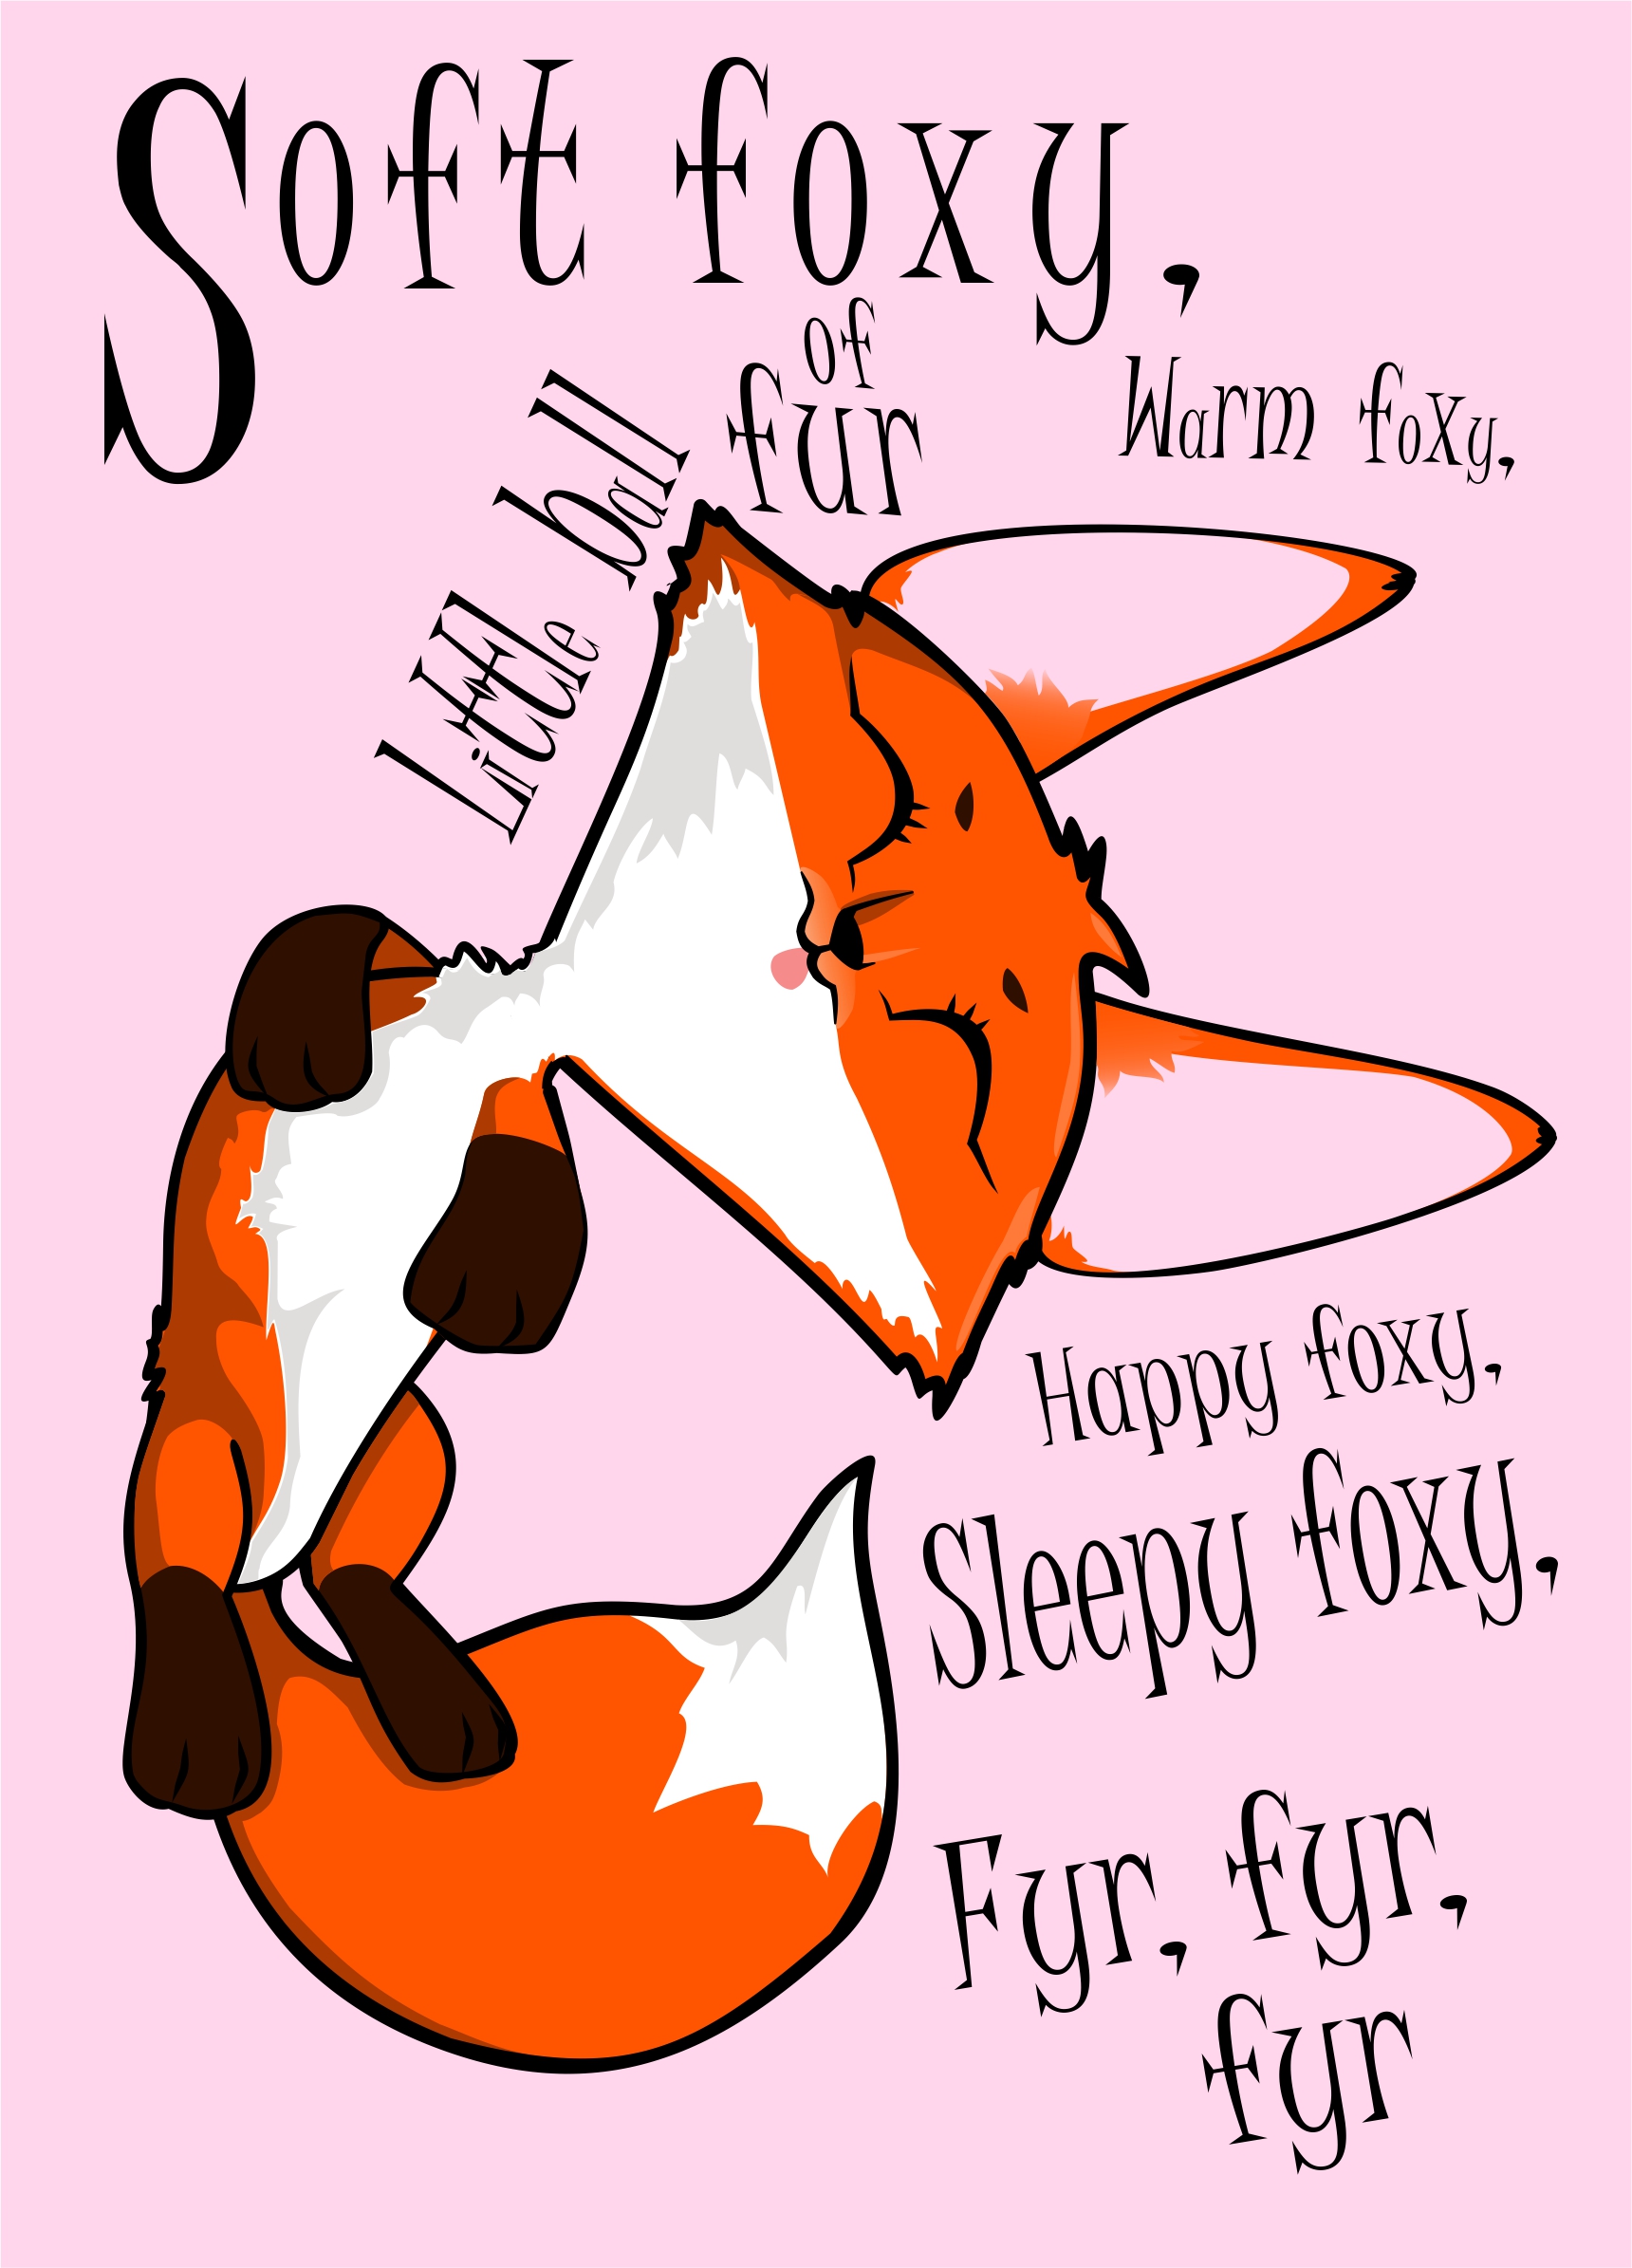 Soft foxy,
Warm foxy,
Little ball
of
fur
Happy foxy,
Sleepy foxy,
Fyr, fyr,
fyr